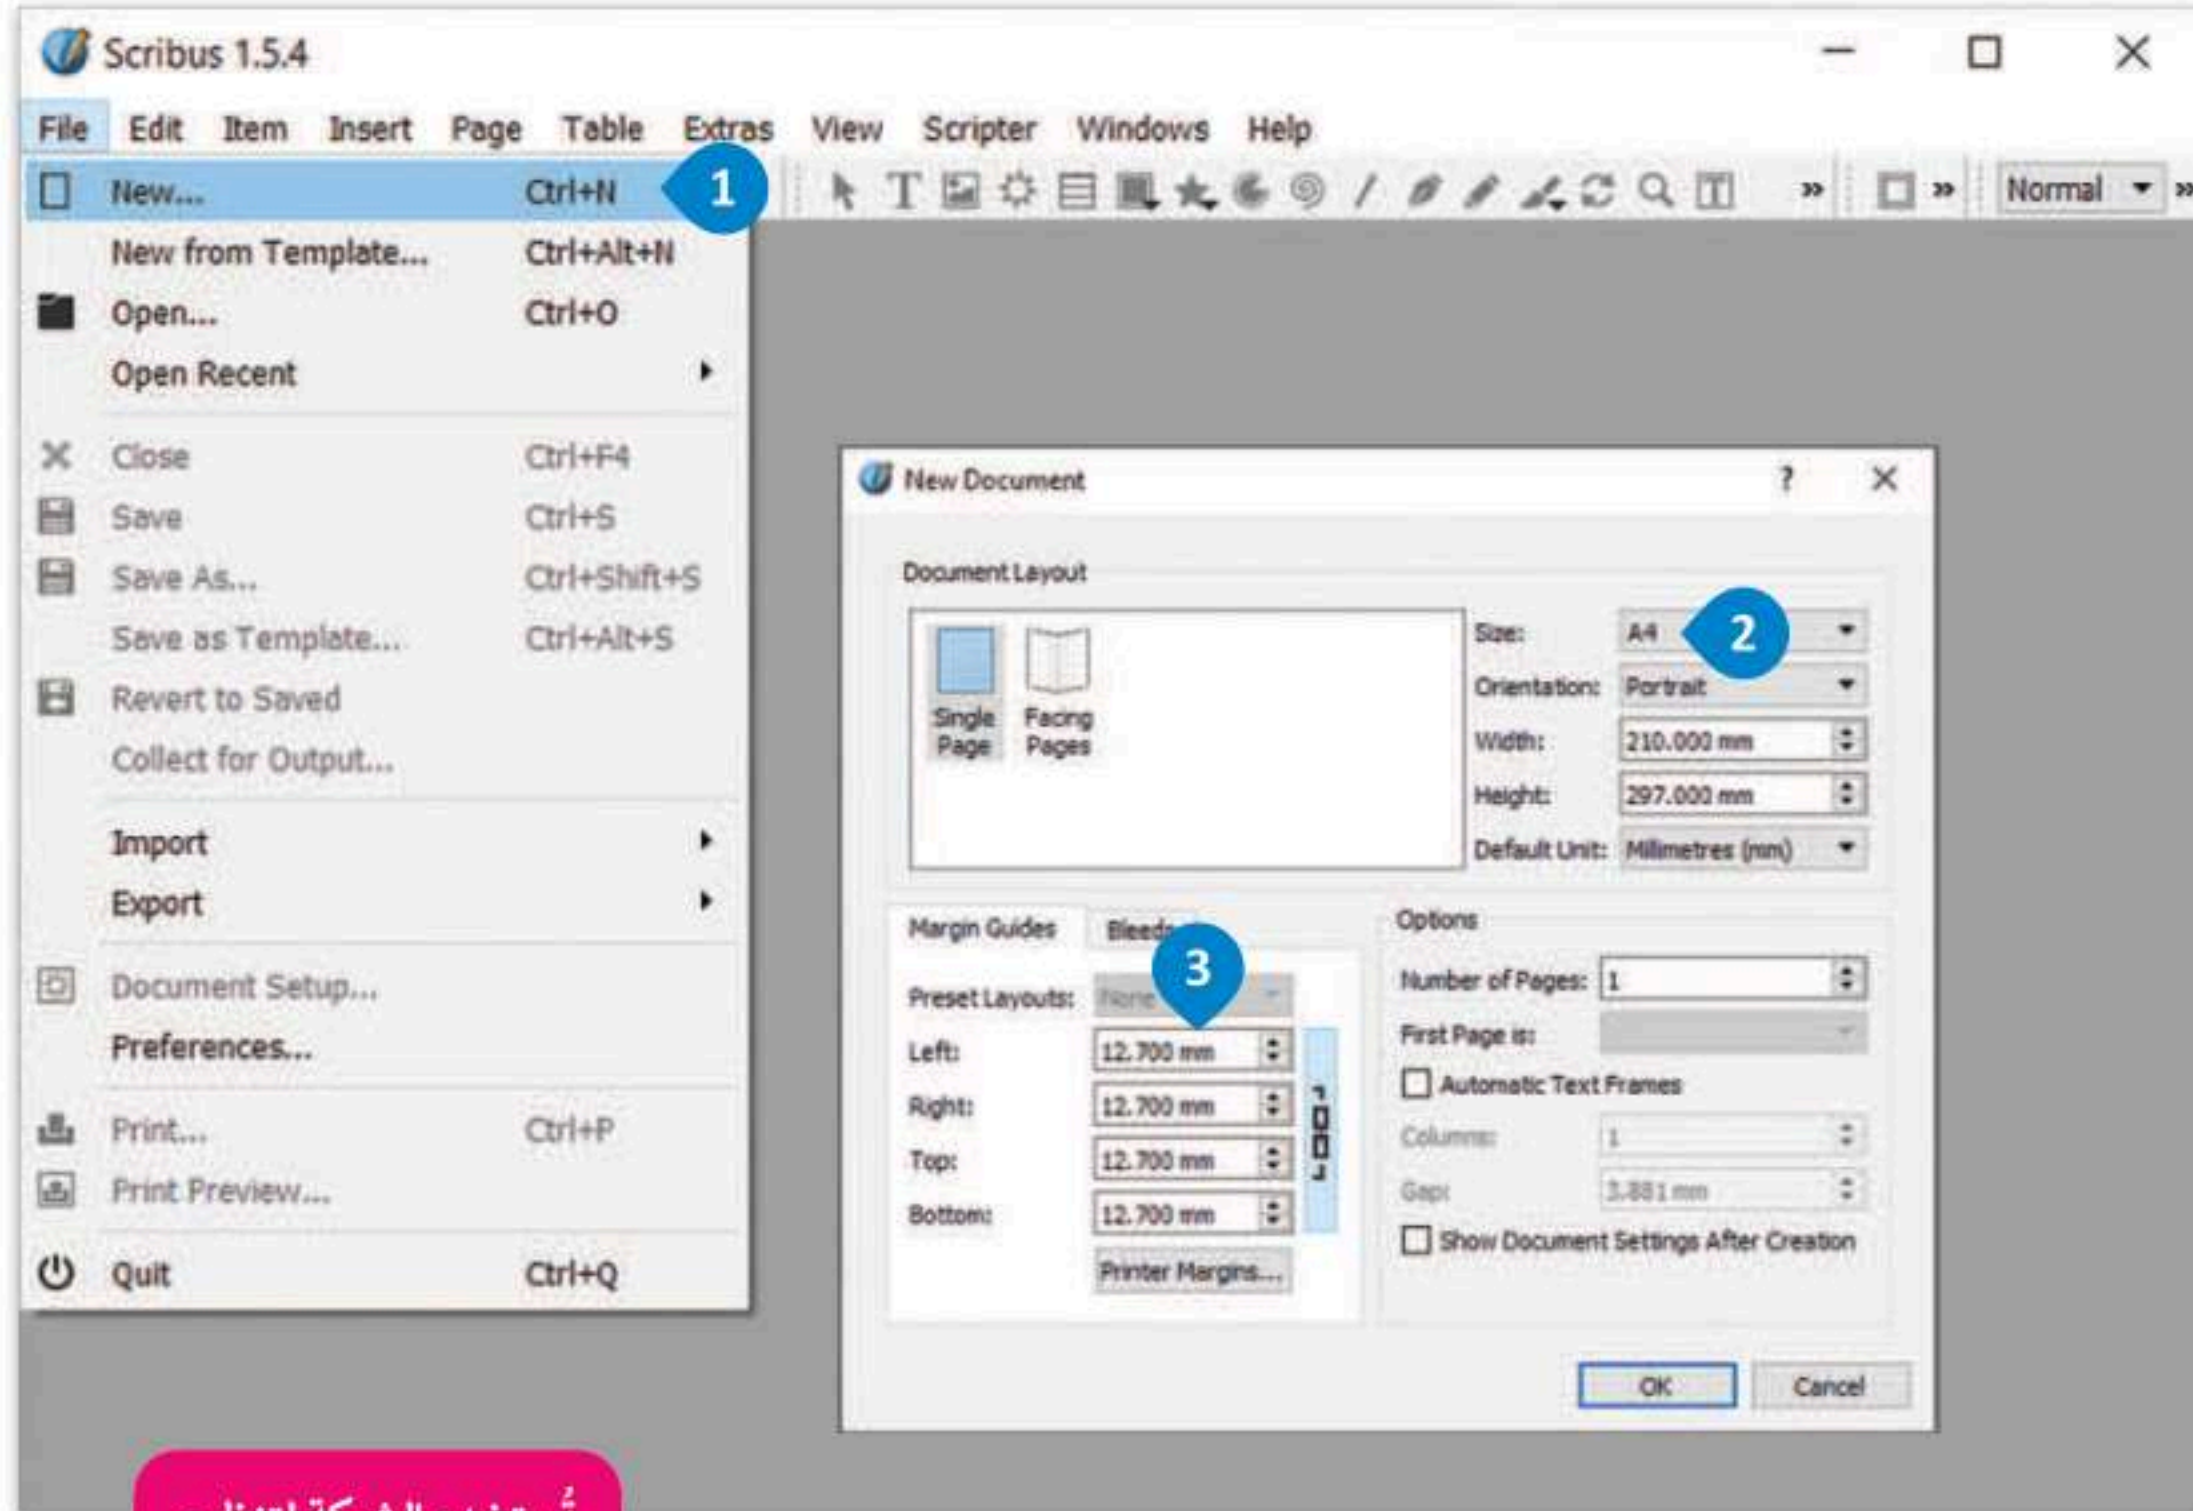 Scribus 1.5.4
File Edit Item Insert Page Table Extras View Scripter Windows Help
New... Ctrl+N 1
Normal
New from Template... Ctrl+Alt+N
Open... Ctrl+O
Open Recent
Close Ctrl+F4
Save Ctrl+S
Save As... Ctrl+Shift+S
Save as Template... Ctrl+Alt+S
Revert to Saved
Collect for Output...
Import
Export
Document Setup...
Preferences...
Print... Ctrl+P
Print Preview...
Quit Ctrl+Q
New Document ?
Document Layout
Single Page
Facing Pages
Size: A4 2
Orientation: Portrait
Width: 210.000 mm
Height: 297.000 mm
Default Unit: Millimetres (mm)
Margin Guides Bleeds
3
Preset Layouts: None
Left: 12.700 mm
Right: 12.700 mm
Top: 12.700 mm
Bottom: 12.700 mm
Printer Margins...
Options
Number of Pages: 1
First Page is:
Automatic Text Frames
Columns: 1
Gap: 3.881 mm
Show Document Settings After Creation
OK Cancel